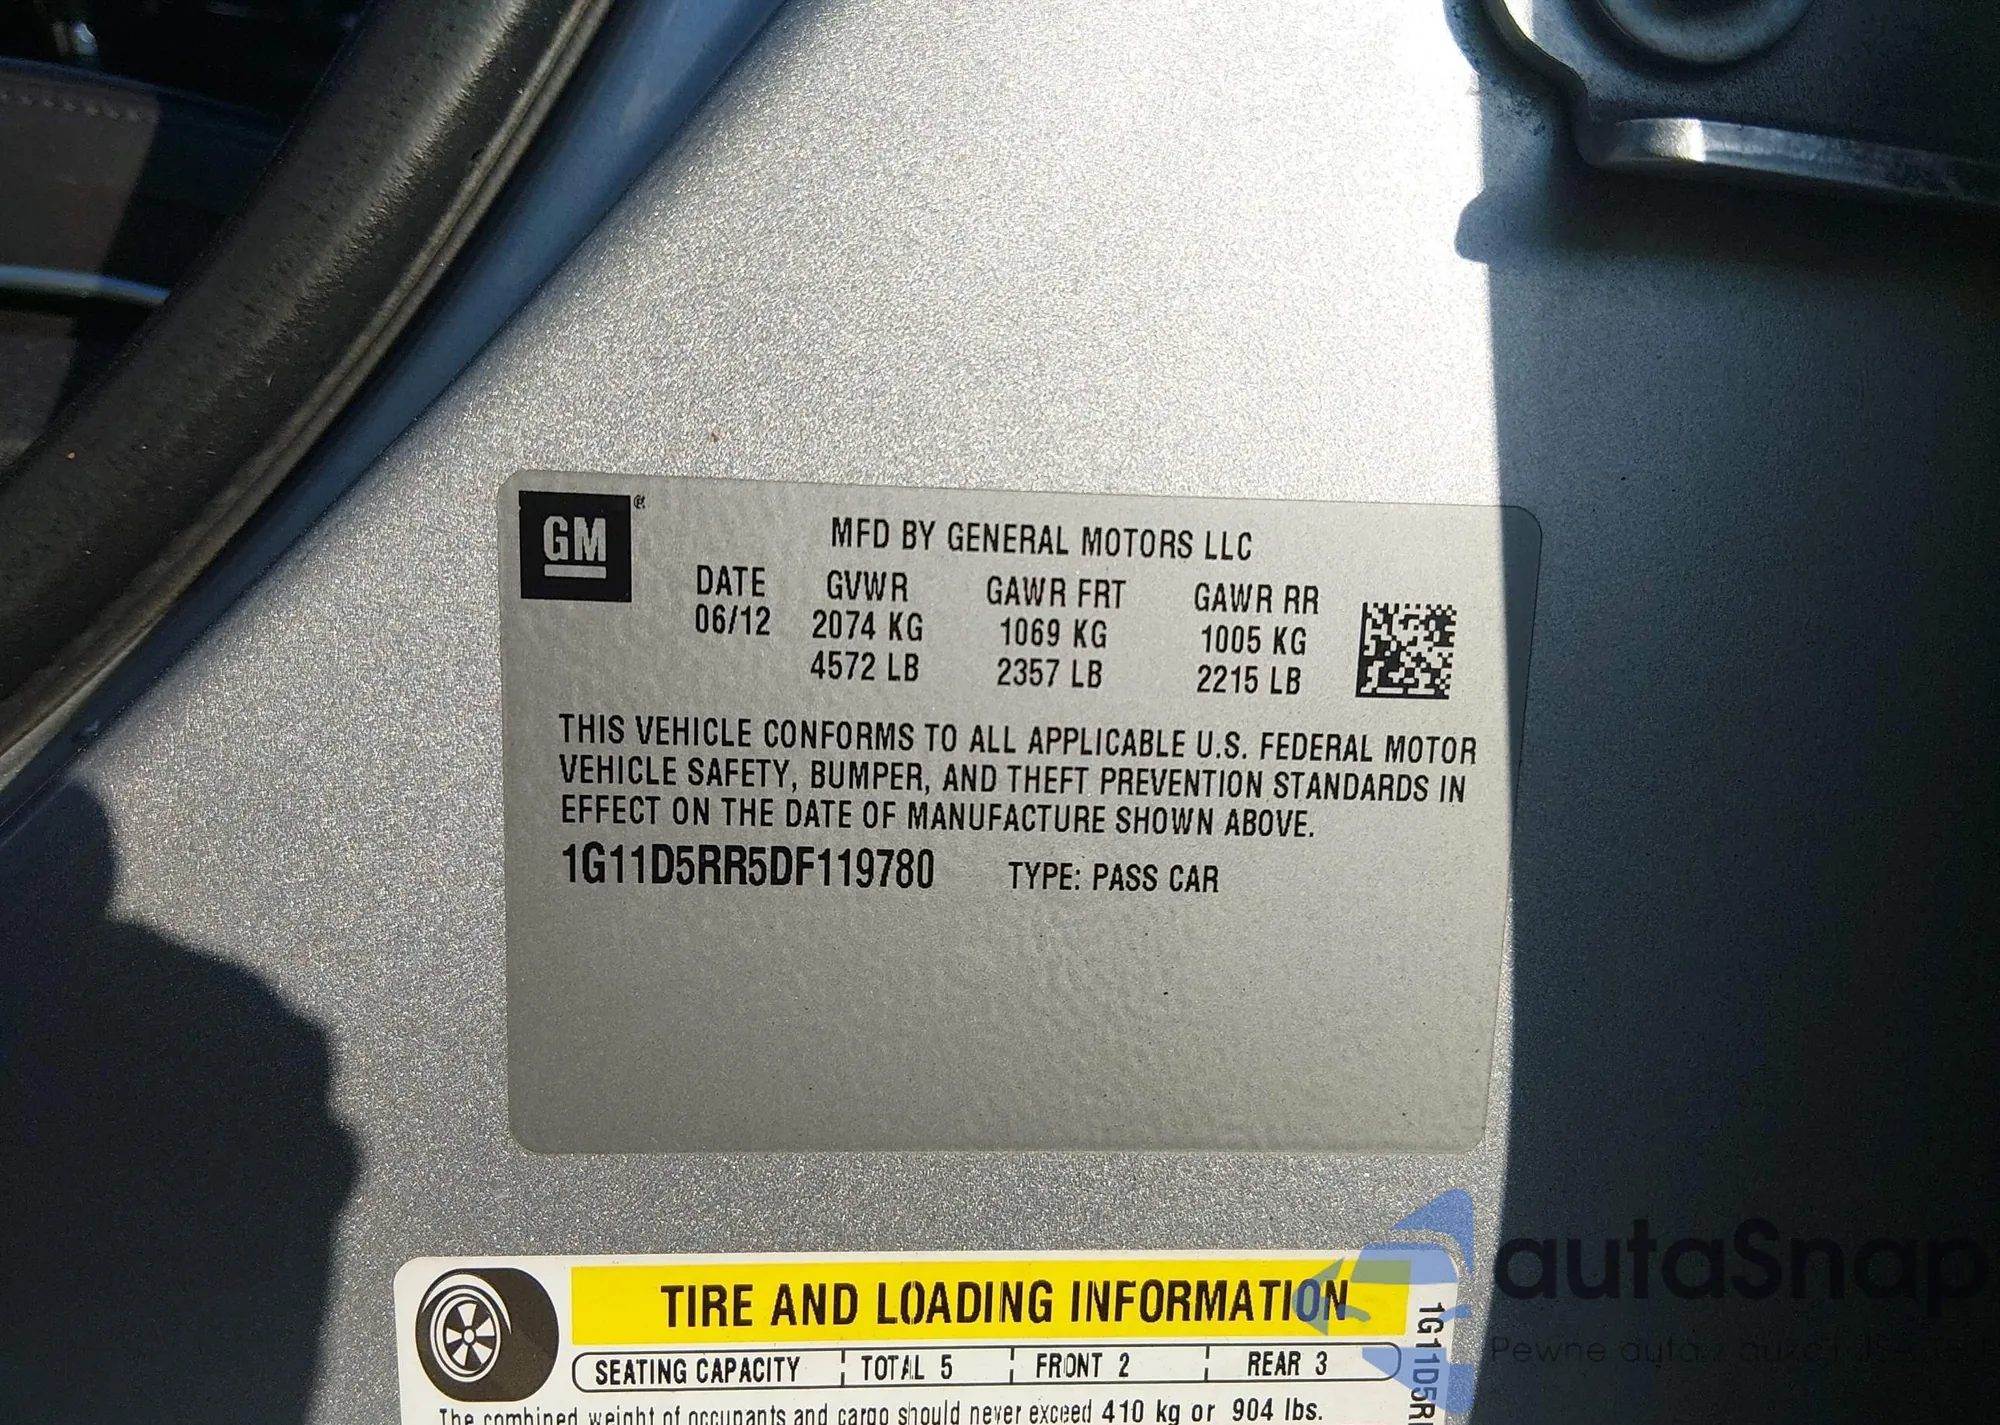 GM
MFD BY GENERAL MOTORS LLC
DATE GVWR GAWR FRT GAWR RR
06/12 2074 KG 1069 KG 1005 KG
4572 LB 2357 LB 2215 LB
THIS VEHICLE CONFORMS TO ALL APPLICABLE U.S. FEDERAL MOTOR
VEHICLE SAFETY, BUMPER, AND THEFT PREVENTION STANDARDS IN
EFFECT ON THE DATE OF MANUFACTURE SHOWN ABOVE.
1G11D5RR5DF119780 TYPE: PASS CAR
TIRE AND LOADING INFORMATION
SEATING CAPACITY TOTAL 5 FRONT 2 REAR 3
The combined weight of occupants and cargo should never exceed 410 kg or 904 lbs.
1G11D5R
autaSnap
Pewne auta z